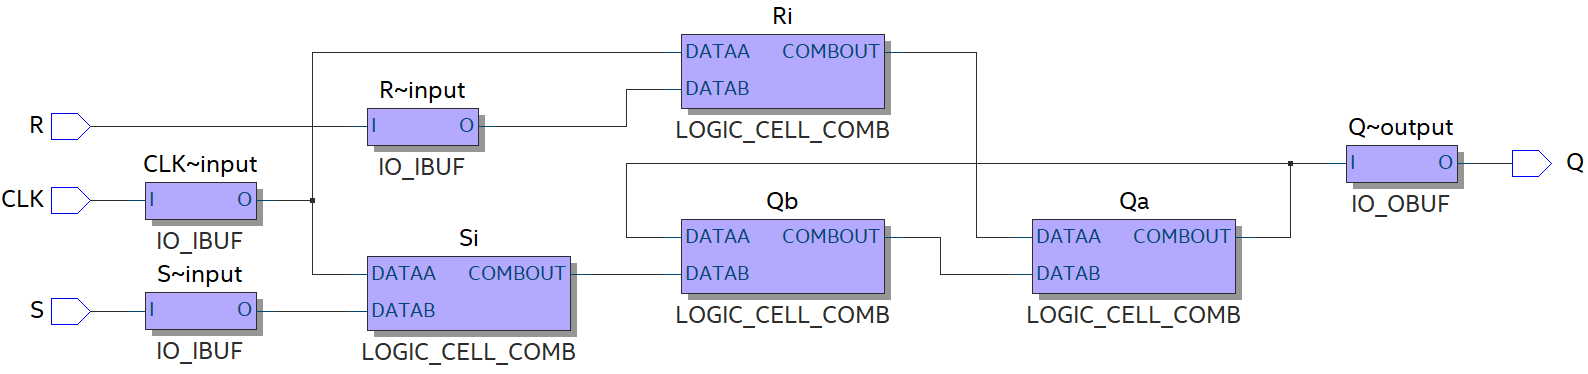 Ri
DATAA COMBOUT
DATAB
LOGIC_CELL_COMB
R~input
R
I O
IO_IBUF
CLK~input
CLK
I O
IO_IBUF
Q~output
I O
Q
IO_OBUF
Qb
DATAA COMBOUT
DATAB
LOGIC_CELL_COMB
Qa
DATAA COMBOUT
DATAB
LOGIC_CELL_COMB
Si
DATAA COMBOUT
DATAB
LOGIC_CELL_COMB
S~input
S
I O
IO_IBUF